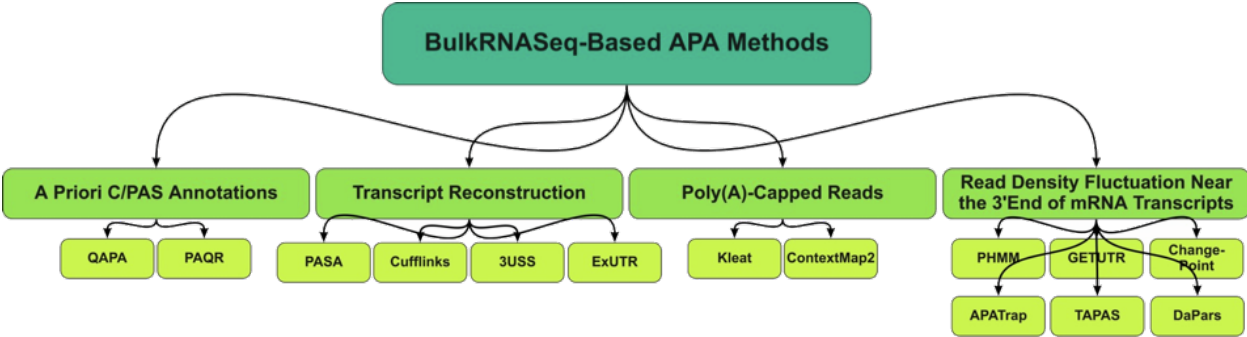 BulkRNASeq-Based APA Methods
A Priori C/PAS Annotations
Transcript Reconstruction
Poly(A)-Capped Reads
Read Density Fluctuation Near
the 3'End of mRNA Transcripts
QAPA
PAQR
PASA
Cufflinks
3USS
ExUTR
Kleat
ContextMap2
PHMM
GETUTR
Change-
Point
APATrap
TAPAS
DaPars